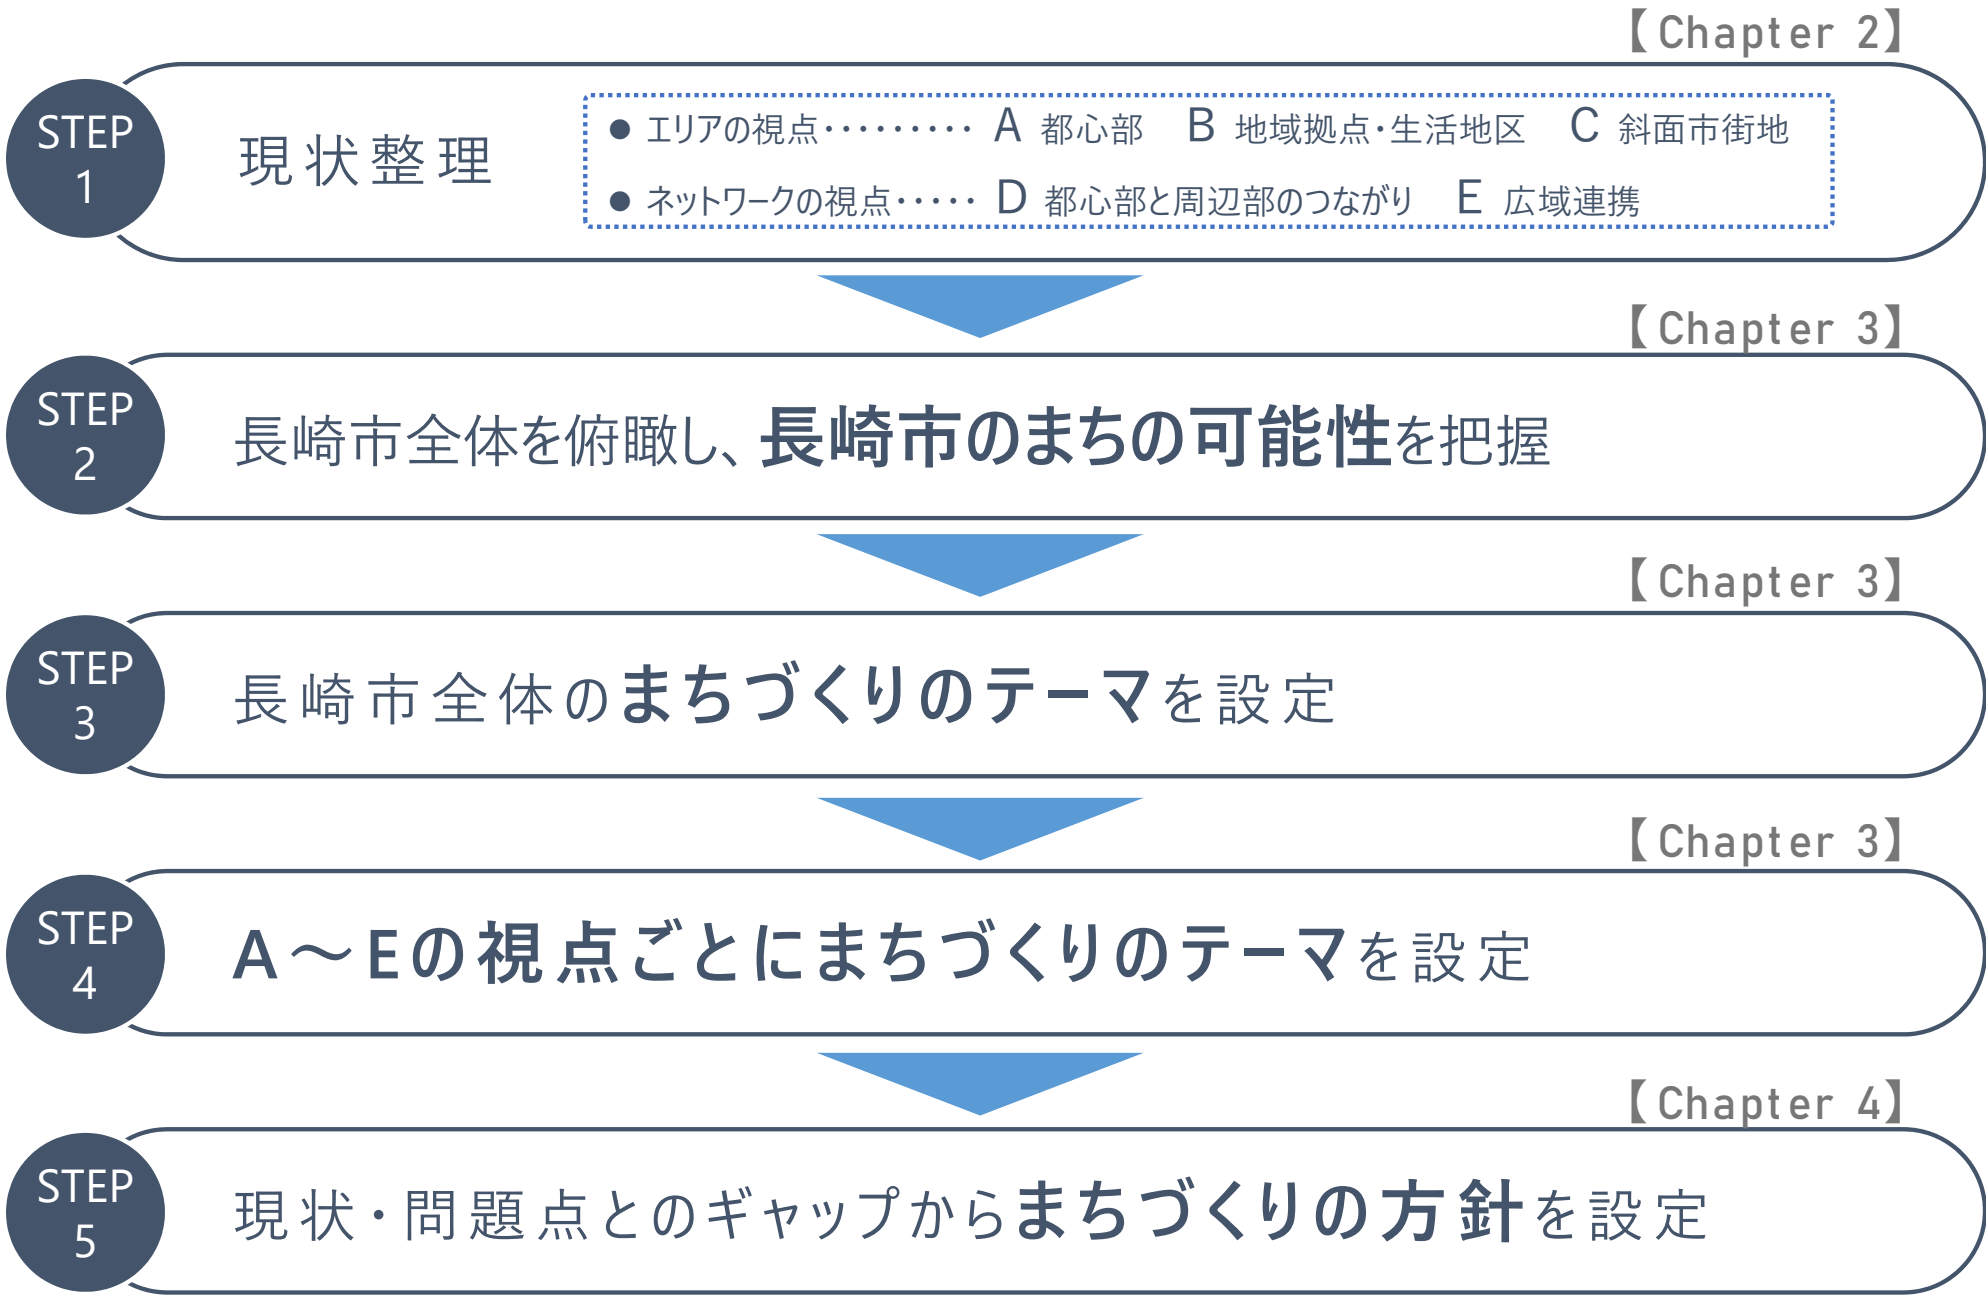 【Chapter 2】
STEP
1
現状整理
● エリアの視点・・・・・・・・・ A 都心部 B 地域拠点・生活地区 C 斜面市街地
● ネットワークの視点・・・・・ D 都心部と周辺部のつながり E 広域連携
【Chapter 3】
STEP
2
長崎市全体を俯瞰し、長崎市のまちの可能性を把握
【Chapter 3】
STEP
3
長崎市全体のまちづくりのテーマを設定
【Chapter 3】
STEP
4
A～Eの視点ごとにまちづくりのテーマを設定
【Chapter 4】
STEP
5
現状・問題点とのギャップからまちづくりの方針を設定